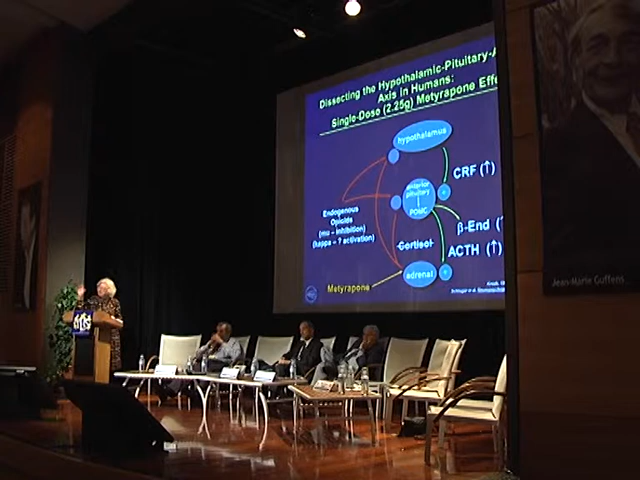 Dissecting the Hypothalamic-Pituitary-A
Axis in Humans:
Single-Dose (2.25g) Metyrapone Effe
hypothalamus
CRF (↑)
anterior
pituitary
POMC
Endogenous
Opioids
(mu – inhibition)
(kappa – ? activation)
β-End (
Cortisol
ACTH (↑)
adrenal
Metyrapone
Jean-Marie Guffens